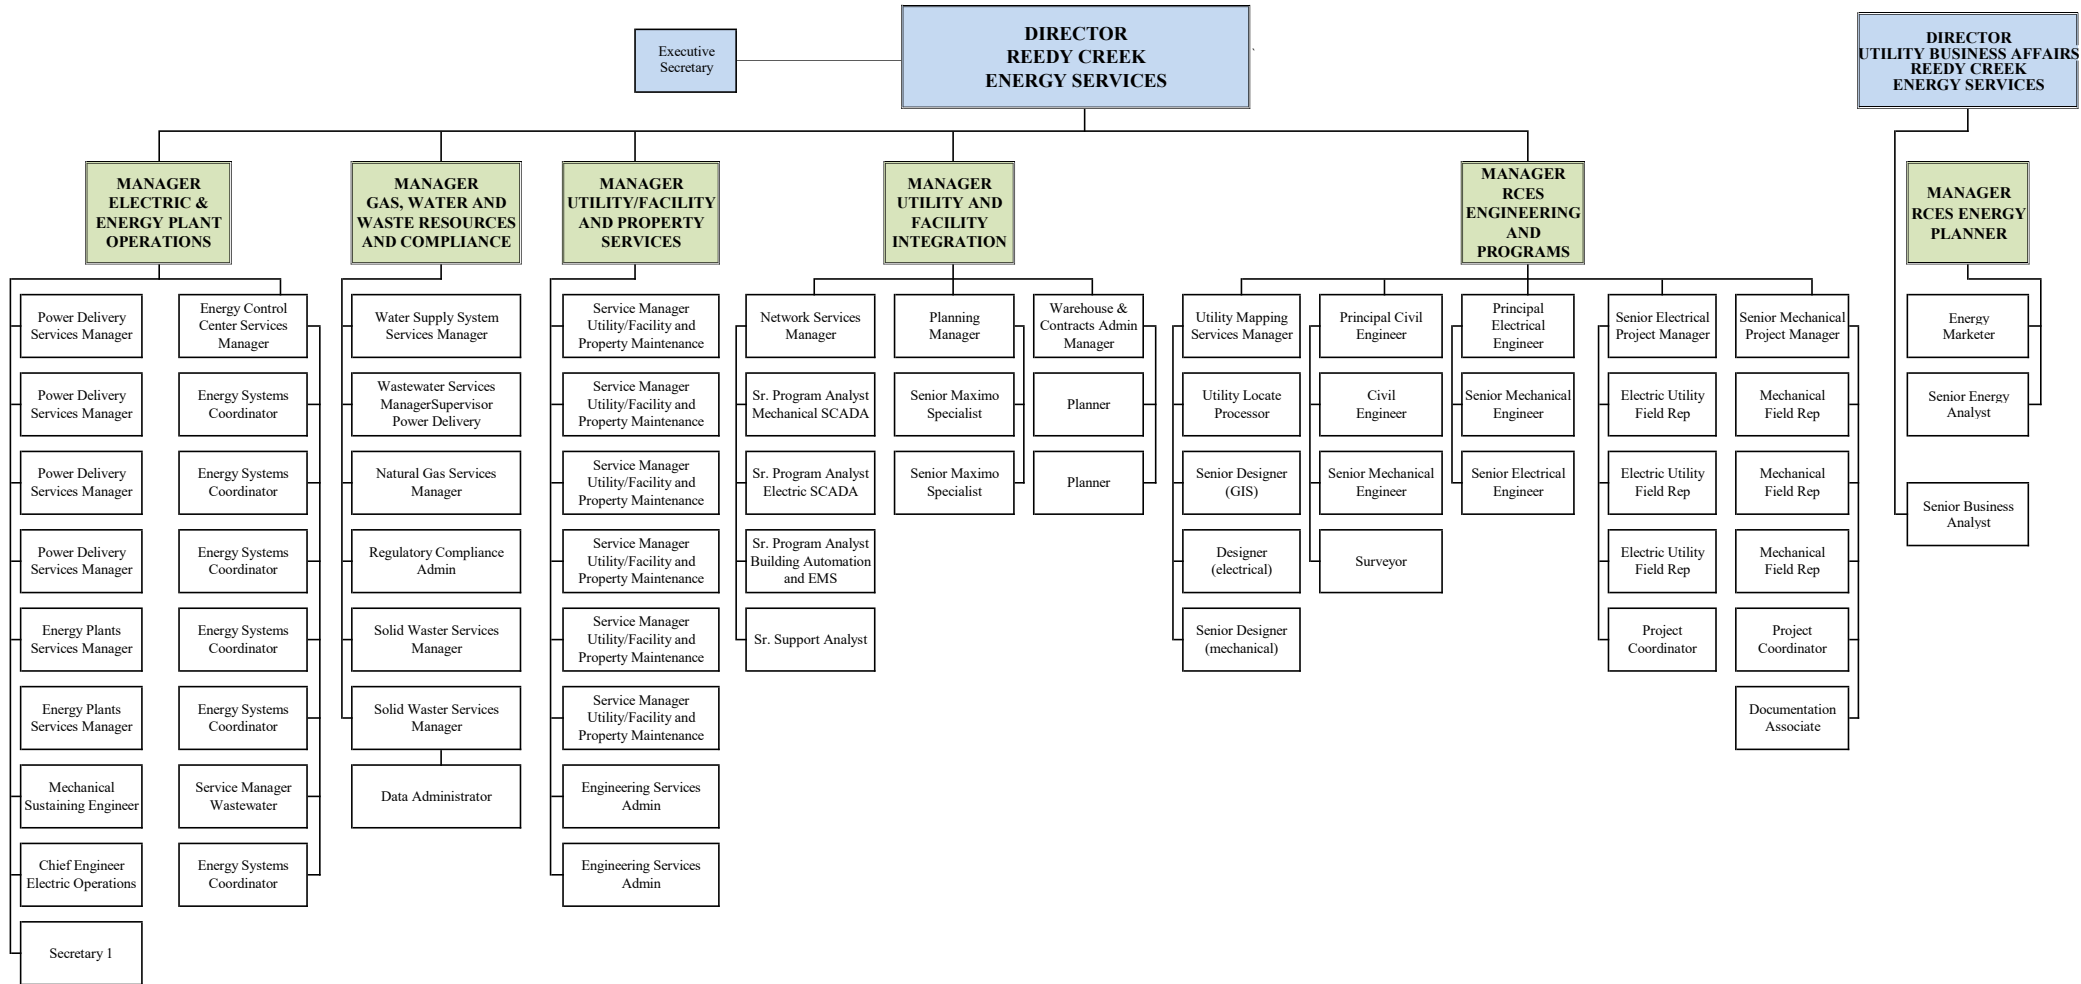 Executive
Secretary
DIRECTOR
REEDY CREEK
ENERGY SERVICES
DIRECTOR
UTILITY BUSINESS AFFAIRS
REEDY CREEK
ENERGY SERVICES
MANAGER
ELECTRIC &
ENERGY PLANT
OPERATIONS
MANAGER
GAS, WATER AND
WASTE RESOURCES
AND COMPLIANCE
MANAGER
UTILITY/FACILITY
AND PROPERTY
SERVICES
MANAGER
UTILITY AND
FACILITY
INTEGRATION
MANAGER
RCES
ENGINEERING
AND
PROGRAMS
MANAGER
RCES ENERGY
PLANNER
Power Delivery
Services Manager
Power Delivery
Services Manager
Power Delivery
Services Manager
Power Delivery
Services Manager
Energy Plants
Services Manager
Energy Plants
Services Manager
Mechanical
Sustaining Engineer
Chief Engineer
Electric Operations
Secretary 1
Energy Control
Center Services
Manager
Energy Systems
Coordinator
Energy Systems
Coordinator
Energy Systems
Coordinator
Energy Systems
Coordinator
Energy Systems
Coordinator
Service Manager
Wastewater
Energy Systems
Coordinator
Water Supply System
Services Manager
Wastewater Services
ManagerSupervisor
Power Delivery
Natural Gas Services
Manager
Regulatory Compliance
Admin
Solid Waster Services
Manager
Solid Waster Services
Manager
Data Administrator
Service Manager
Utility/Facility and
Property Maintenance
Service Manager
Utility/Facility and
Property Maintenance
Service Manager
Utility/Facility and
Property Maintenance
Service Manager
Utility/Facility and
Property Maintenance
Service Manager
Utility/Facility and
Property Maintenance
Service Manager
Utility/Facility and
Property Maintenance
Engineering Services
Admin
Engineering Services
Admin
Network Services
Manager
Sr. Program Analyst
Mechanical SCADA
Sr. Program Analyst
Electric SCADA
Sr. Program Analyst
Building Automation
and EMS
Sr. Support Analyst
Planning
Manager
Senior Maximo
Specialist
Senior Maximo
Specialist
Warehouse &
Contracts Admin
Manager
Planner
Planner
Utility Mapping
Services Manager
Utility Locate
Processor
Senior Designer
(GIS)
Designer
(electrical)
Senior Designer
(mechanical)
Principal Civil
Engineer
Civil
Engineer
Senior Mechanical
Engineer
Surveyor
Principal
Electrical
Engineer
Senior Mechanical
Engineer
Senior Electrical
Engineer
Senior Electrical
Project Manager
Electric Utility
Field Rep
Electric Utility
Field Rep
Electric Utility
Field Rep
Project
Coordinator
Senior Mechanical
Project Manager
Mechanical
Field Rep
Mechanical
Field Rep
Mechanical
Field Rep
Project
Coordinator
Documentation
Associate
Energy
Marketer
Senior Energy
Analyst
Senior Business
Analyst